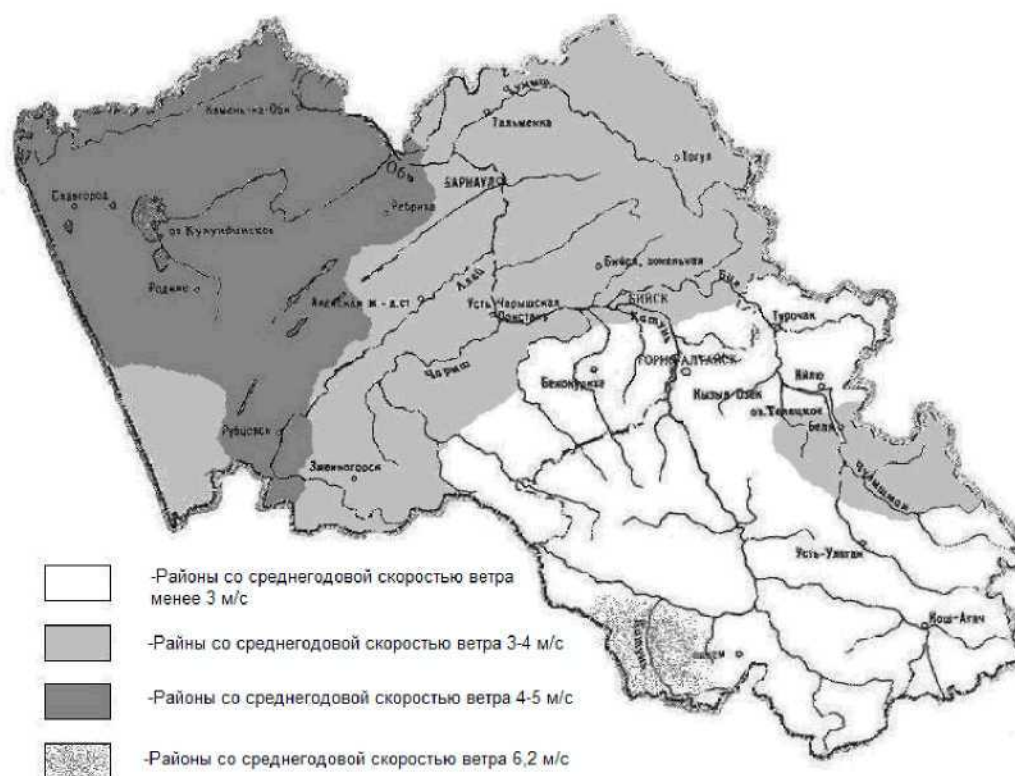 Камень-на-Оби
Чумыш
Тальменка
Тогул
Обь
БАРНАУЛ
Славгород
Ребриха
оз Кулундинское
Бийск, зональная
Родино
Алей
Бия
Алейская ж-д.ст
Усть Чарышская
Пристань
БИЙСК
Катунь
Турочак
Чарыш
ГОРНО-АЛТАЙСК
Белокуриха
Яйлю
Кызыл-Озек
оз. Телецкое
Беля
Рубцовск
Змеиногорск
Чулышман
Усть-Улаган
Кош-Агач
-Районы со среднегодовой скоростью ветра
менее 3 м/с
-Райны со среднегодовой скоростью ветра 3-4 м/с
-Районы со среднегодовой скоростью ветра 4-5 м/с
-Районы со среднегодовой скоростью ветра 6,2 м/с